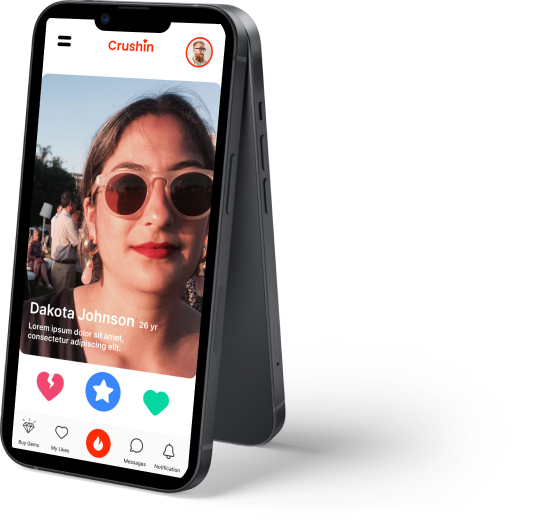 Crushin
Dakota Johnson 26 yr
Lorem ipsum dolor sit amet,
consectetur adipiscing elit.
Buy Gems
My Likes
Messages
Notification